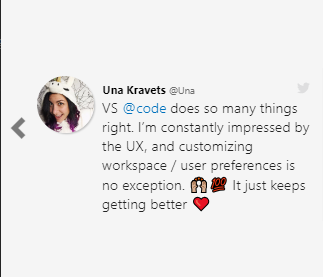 Una Kravets @Una
VS @code does so many things
right. I’m constantly impressed by
the UX, and customizing
workspace / user preferences is
no exception. 🙌💯 It just keeps
getting better ❤️